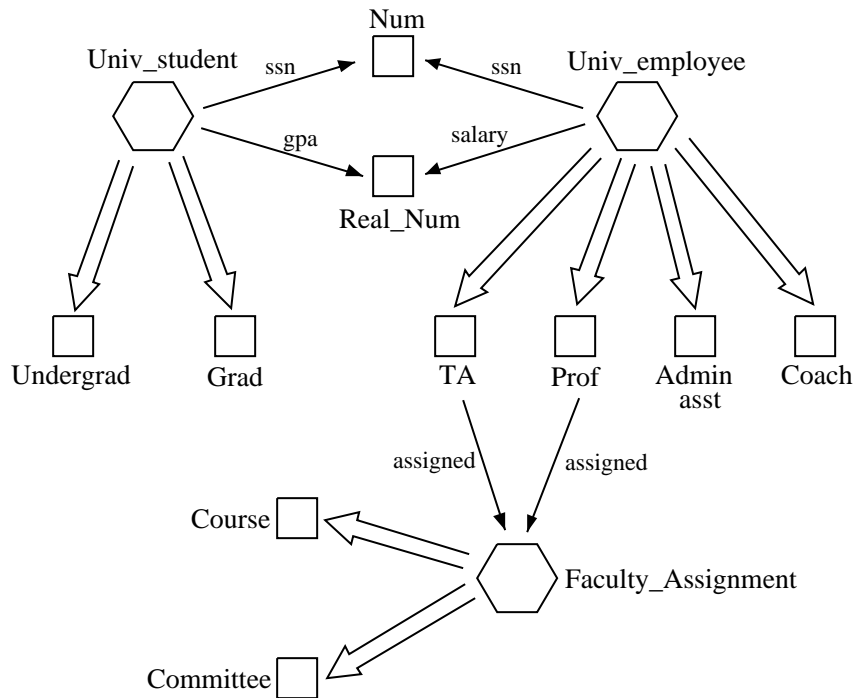 Num
Univ_student
ssn
ssn
Univ_employee
gpa
salary
Real_Num
Undergrad
Grad
TA
Prof
Admin
asst
Coach
assigned
assigned
Course
Faculty_Assignment
Committee